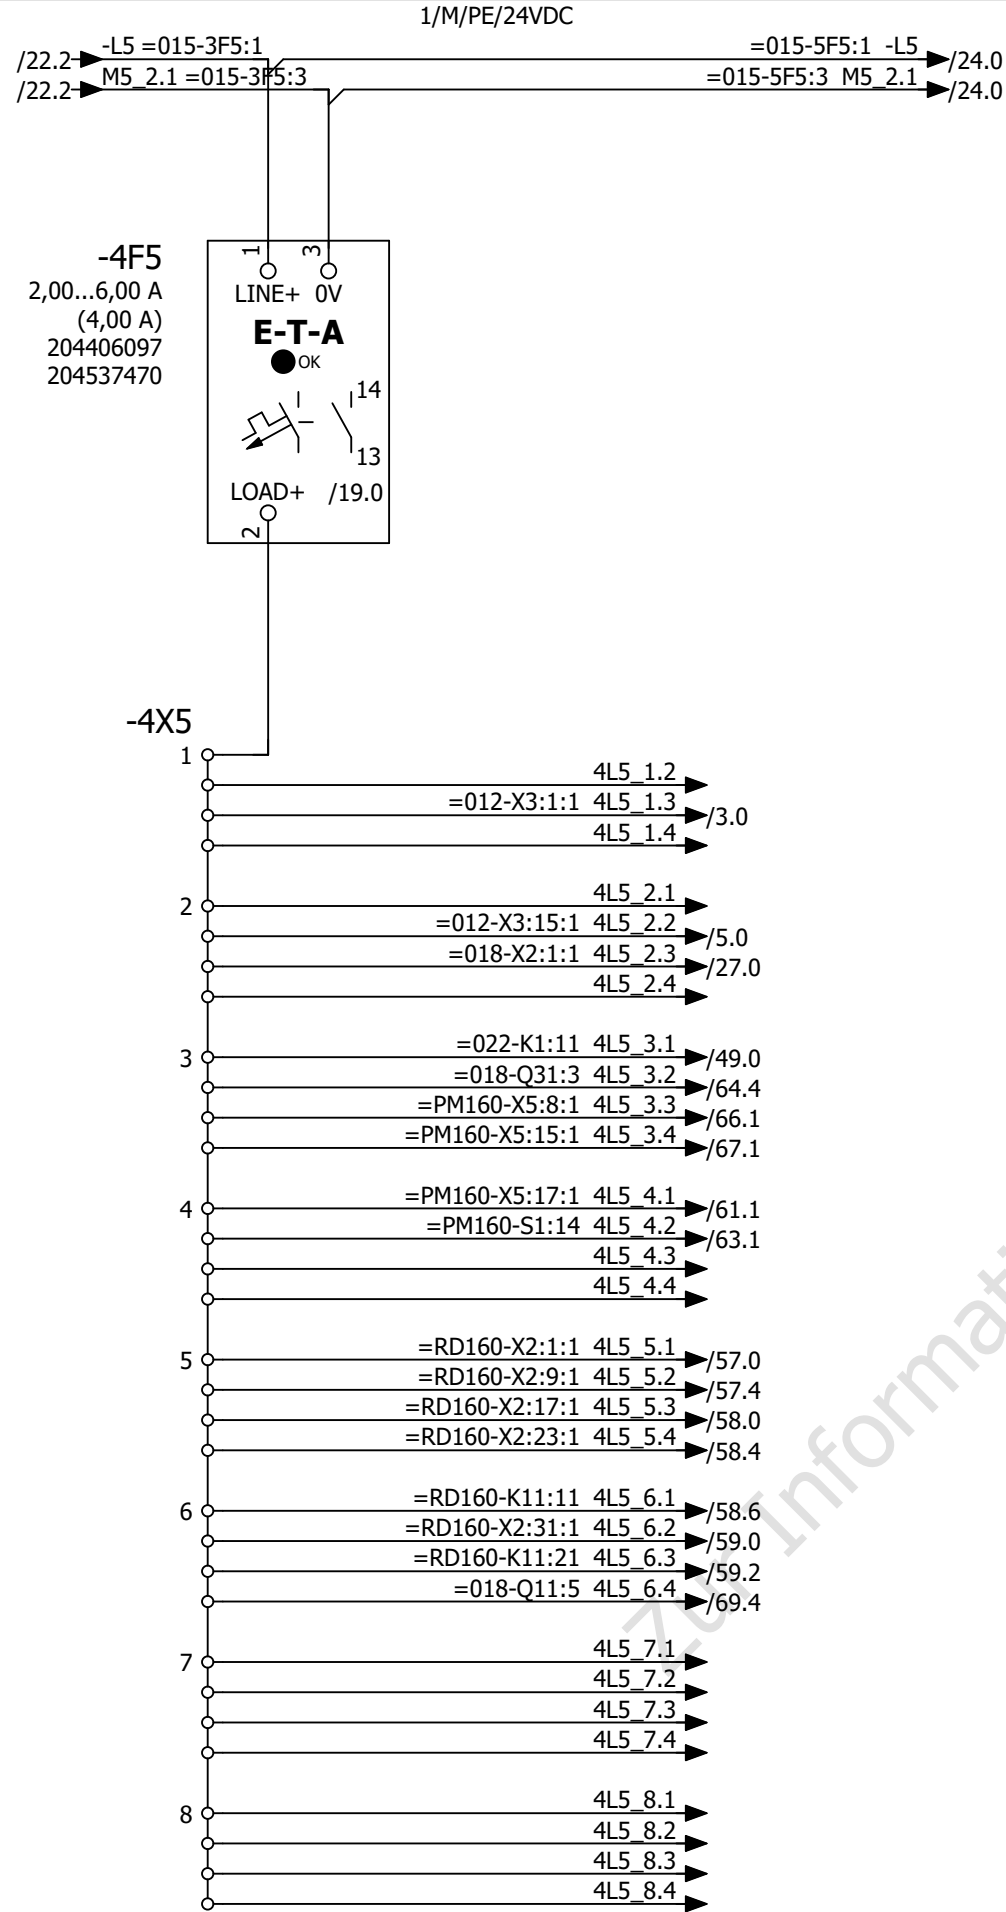 1/M/PE/24VDC
-L5 =015-3F5:1
=015-5F5:1 -L5
/22.2
/24.0
M5_2.1 =015-3F5:3
=015-5F5:3 M5_2.1
/22.2
/24.0
-4F5
2,00...6,00 A
(4,00 A)
204406097
204537470
1 3
LINE+ 0V
E-T-A
OK
14
13
LOAD+ /19.0
2
-4X5
1
4L5_1.2
=012-X3:1:1 4L5_1.3 /3.0
4L5_1.4
2 4L5_2.1
=012-X3:15:1 4L5_2.2 /5.0
=018-X2:1:1 4L5_2.3 /27.0
4L5_2.4
3 =022-K1:11 4L5_3.1 /49.0
=018-Q31:3 4L5_3.2 /64.4
=PM160-X5:8:1 4L5_3.3 /66.1
=PM160-X5:15:1 4L5_3.4 /67.1
4 =PM160-X5:17:1 4L5_4.1 /61.1
=PM160-S1:14 4L5_4.2 /63.1
4L5_4.3
4L5_4.4
5 =RD160-X2:1:1 4L5_5.1 /57.0
=RD160-X2:9:1 4L5_5.2 /57.4
=RD160-X2:17:1 4L5_5.3 /58.0
=RD160-X2:23:1 4L5_5.4 /58.4
6 =RD160-K11:11 4L5_6.1 /58.6
=RD160-X2:31:1 4L5_6.2 /59.0
=RD160-K11:21 4L5_6.3 /59.2
=018-Q11:5 4L5_6.4 /69.4
7 4L5_7.1
4L5_7.2
4L5_7.3
4L5_7.4
8 4L5_8.1
4L5_8.2
4L5_8.3
4L5_8.4
Zur Informati